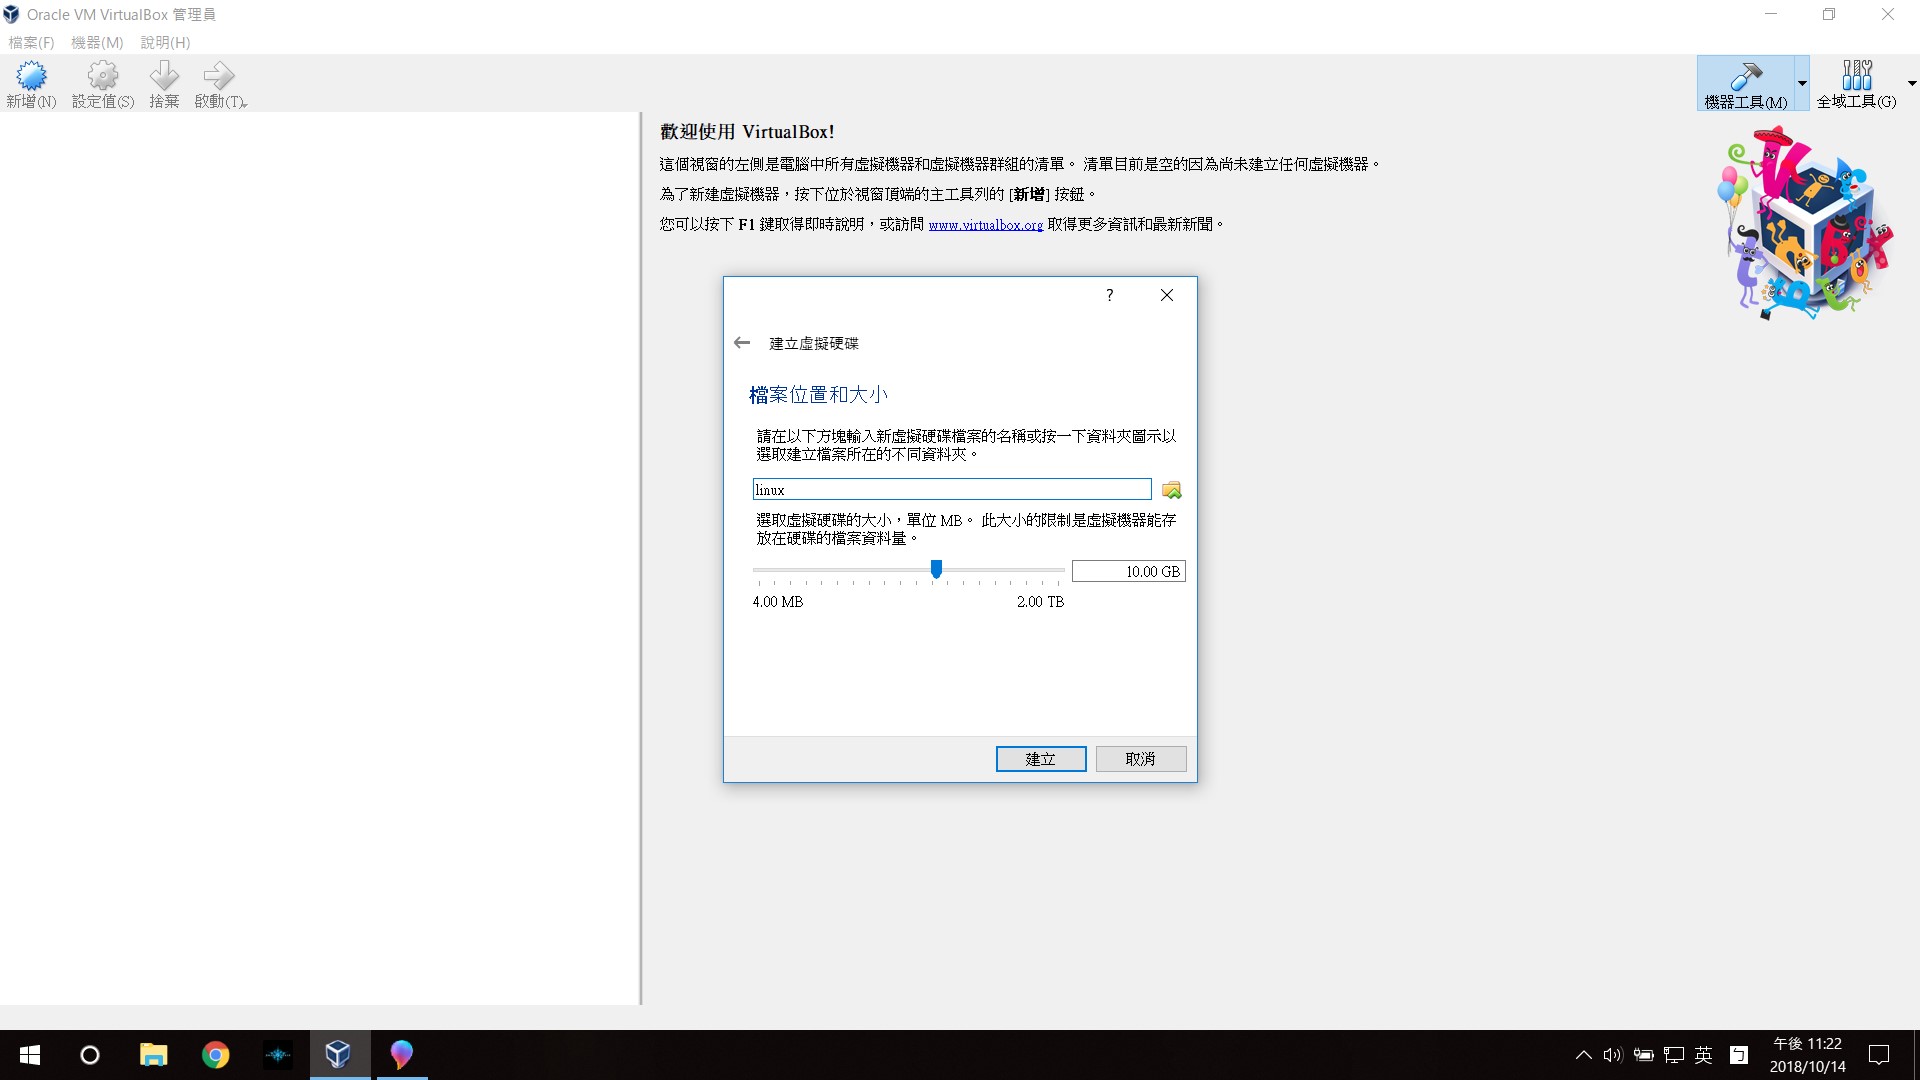 Oracle VM VirtualBox 管理員
檔案(F) 機器(M) 說明(H)
新增(N) 設定值(S) 捨棄 啟動(T)
機器工具(M) 全域工具(G)
歡迎使用 VirtualBox!
這個視窗的左側是電腦中所有虛擬機器和虛擬機器群組的清單。 清單目前是空的因為尚未建立任何虛擬機器。
為了新建虛擬機器，按下位於視窗頂端的主工具列的 [新增] 按鈕。
您可以按下 F1 鍵取得即時說明，或訪問 www.virtualbox.org 取得更多資訊和最新新聞。
?
建立虛擬硬碟
檔案位置和大小
請在以下方塊輸入新虛擬硬碟檔案的名稱或按一下資料夾圖示以
選取建立檔案所在的不同資料夾。
linux
選取虛擬硬碟的大小，單位 MB。 此大小的限制是虛擬機器能存
放在硬碟的檔案資料量。
10.00 GB
4.00 MB 2.00 TB
建立 取消
英
午後 11:22
2018/10/14